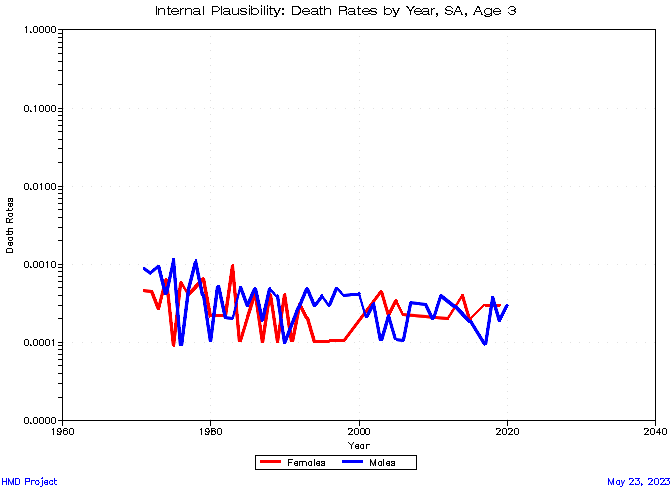 Internal Plausibility: Death Rates by Year, SA, Age 3
1.0000
0.1000
0.0100
0.0010
0.0001
0.0000
Death Rates
1960
1980
2000
2020
2040
Year
Females
Males
HMD Project
May 23, 2023